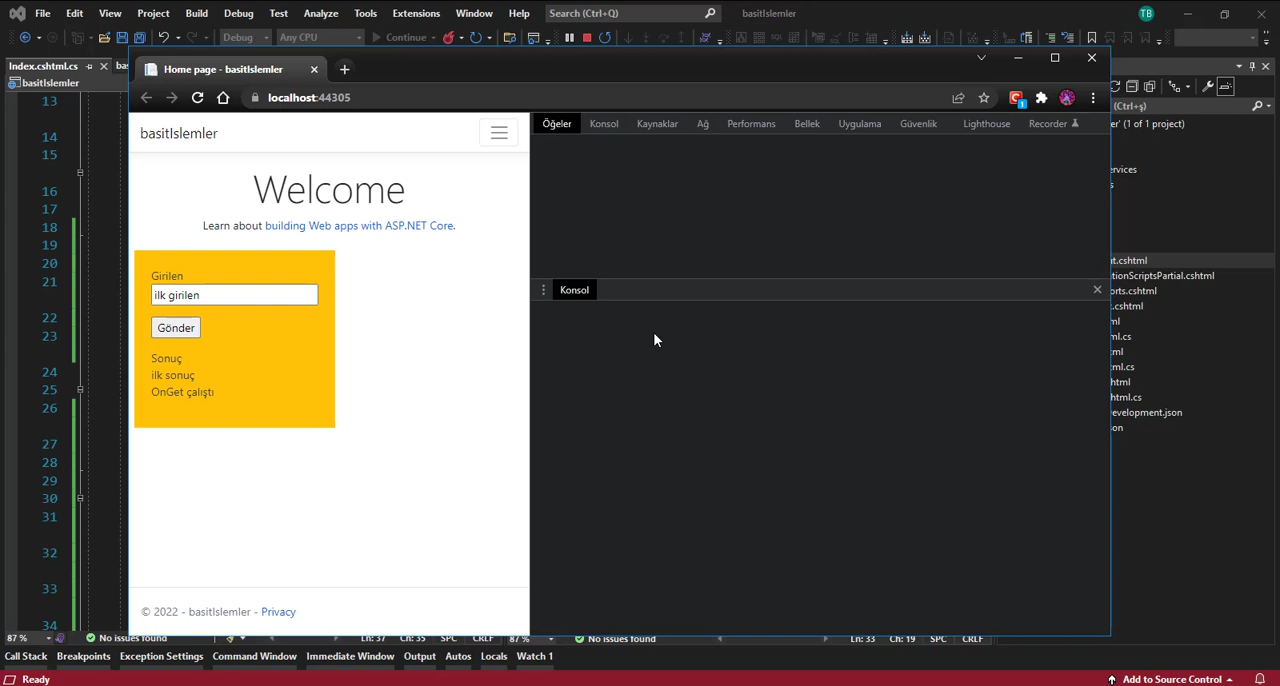 File Edit View Project Build Debug Test Analyze Tools Extensions Window Help Search (Ctrl+Q) basitIslemler TB
Debug Any CPU Continue
Index.cshtml.cs
basitIslemler
Home page - basitIslemler
localhost:44305
1
(Ctrl+ş)
basitIslemler
Öğeler Konsol Kaynaklar Ağ Performans Bellek Uygulama Güvenlik Lighthouse Recorder
(1 of 1 project)
Welcome
Learn about building Web apps with ASP.NET Core.
Girilen
ilk girilen
Gönder
Sonuç
ilk sonuç
OnGet çalıştı
Konsol
© 2022 - basitIslemler - Privacy
13
14
15
16
17
18
19
20
21
22
23
24
25
26
27
28
29
30
31
32
33
34
ervices
t.cshtml
tionScriptsPartial.cshtml
orts.cshtml
.cshtml
ml
ml.cs
ml
ml.cs
html
html.cs
evelopment.json
on
87 % No issues found Ln: 37 Ch: 35 SPC CRLF 87 % No issues found Ln: 33 Ch: 19 SPC CRLF
Call Stack Breakpoints Exception Settings Command Window Immediate Window Output Autos Locals Watch 1
Ready Add to Source Control